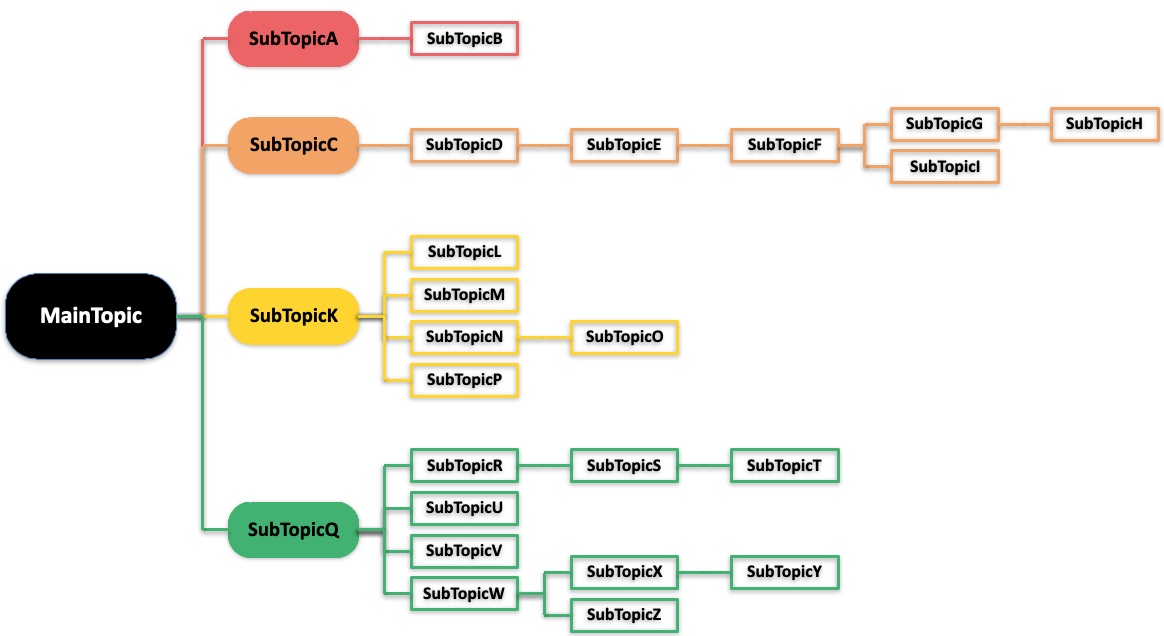 MainTopic
SubTopicA
SubTopicB
SubTopicC
SubTopicD
SubTopicE
SubTopicF
SubTopicG
SubTopicH
SubTopicI
SubTopicK
SubTopicL
SubTopicM
SubTopicN
SubTopicO
SubTopicP
SubTopicQ
SubTopicR
SubTopicS
SubTopicT
SubTopicU
SubTopicV
SubTopicW
SubTopicX
SubTopicY
SubTopicZ